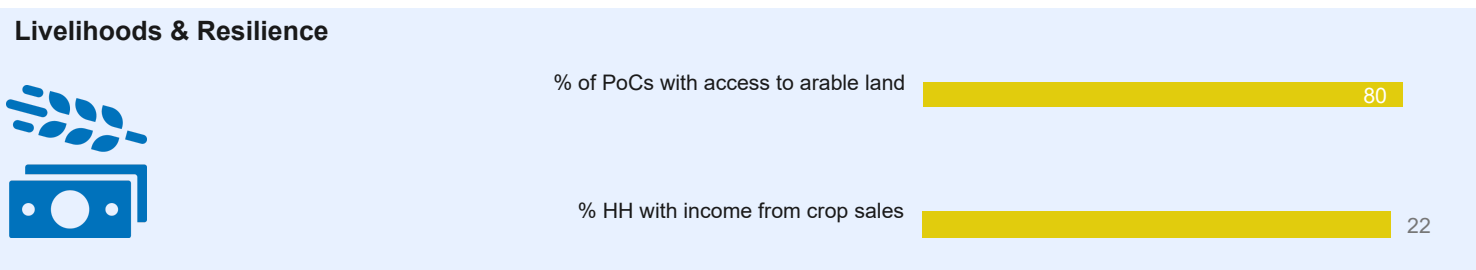 Livelihoods & Resilience
% of PoCs with access to arable land
80
% HH with income from crop sales
22